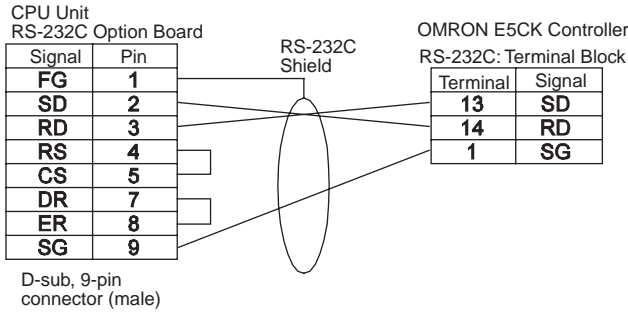 CPU Unit
RS-232C Option Board
Signal Pin
FG 1
SD 2
RD 3
RS 4
CS 5
DR 7
ER 8
SG 9
D-sub, 9-pin
connector (male)
RS-232C
Shield
OMRON E5CK Controller
RS-232C: Terminal Block
Terminal Signal
13 SD
14 RD
1 SG